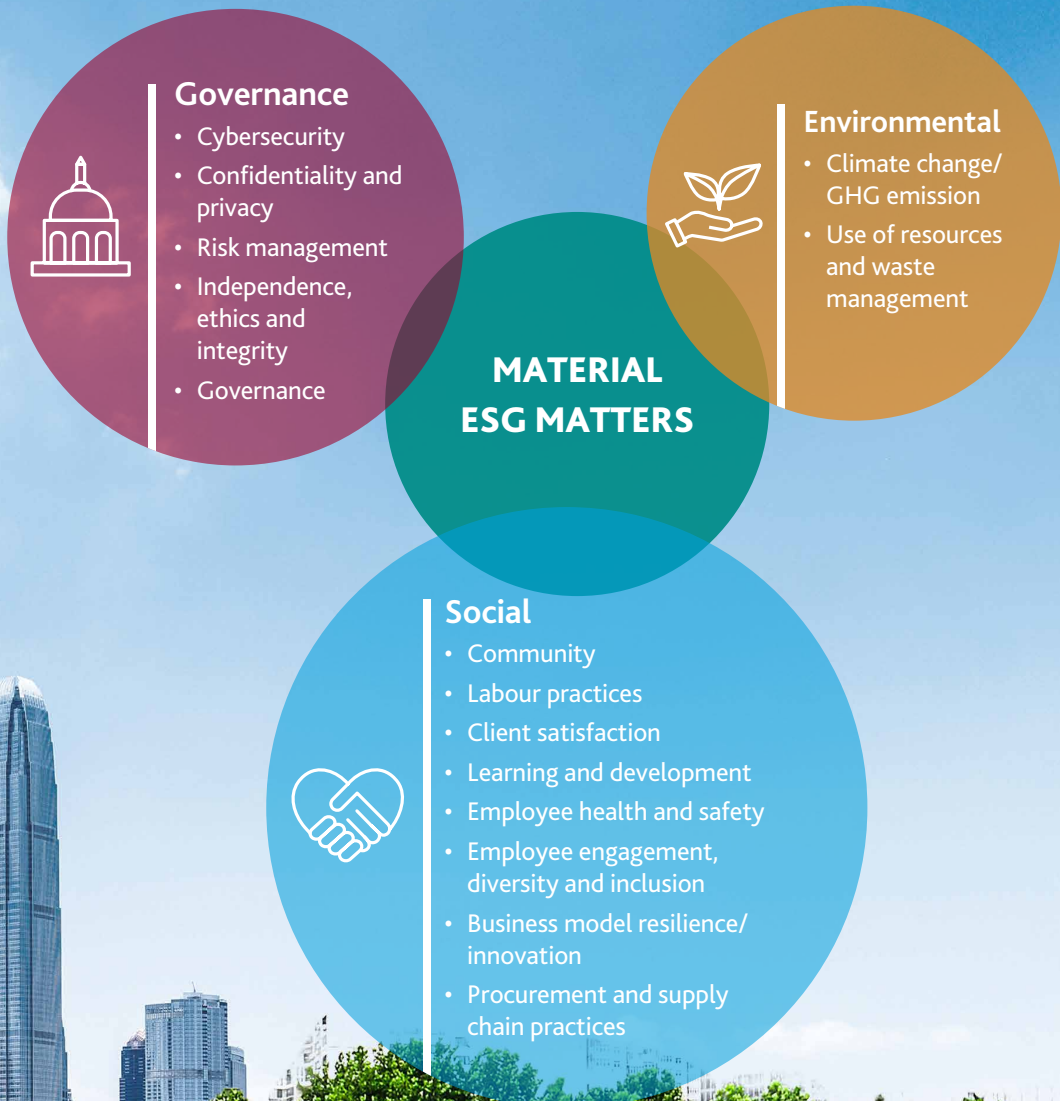 Governance
• Cybersecurity
• Confidentiality and
privacy
• Risk management
• Independence,
ethics and
integrity
• Governance
Environmental
• Climate change/
GHG emission
• Use of resources
and waste
management
MATERIAL
ESG MATTERS
Social
• Community
• Labour practices
• Client satisfaction
• Learning and development
• Employee health and safety
• Employee engagement,
diversity and inclusion
• Business model resilience/
innovation
• Procurement and supply
chain practices